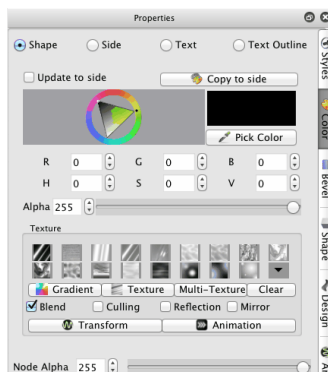 Properties
Shape Side Text Text Outline
Update to side Copy to side
Pick Color
R 0 G 0 B 0
H 0 S 0 V 0
Alpha 255
Texture
Gradient Texture Multi-Texture Clear
Blend Culling Reflection Mirror
Transform Animation
Node Alpha 255
Styles
Color
Bevel
Shape
Design